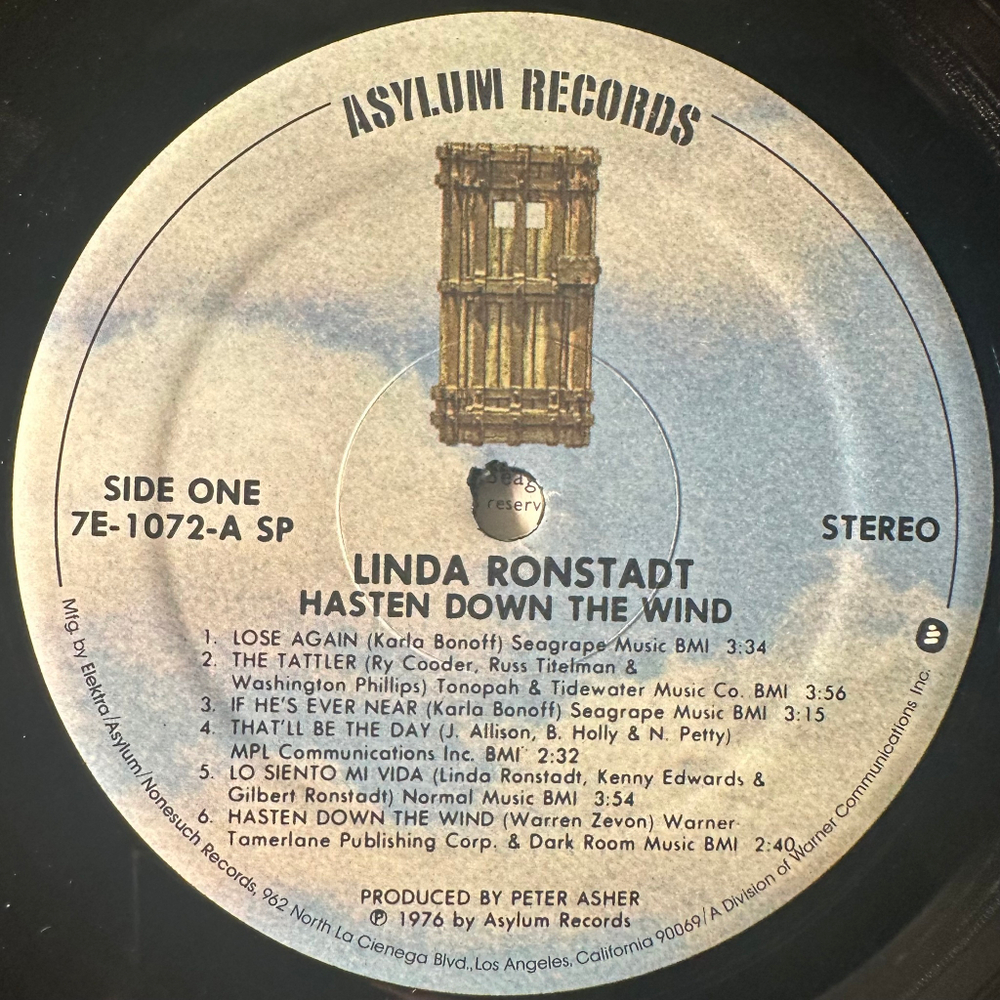 ASYLUM RECORDS
Seag
reserv
SIDE ONE
7E-1072-A SP
STEREO
LINDA RONSTADT
HASTEN DOWN THE WIND
1. LOSE AGAIN (Karla Bonoff) Seagrape Music BMI 3:34
2. THE TATTLER (Ry Cooder, Russ Titelman &
Washington Phillips) Tonopah & Tidewater Music Co. BMI 3:56
3. IF HE'S EVER NEAR (Karla Bonoff) Seagrape Music BMI 3:15
4. THAT'LL BE THE DAY (J. Allison, B. Holly & N. Petty)
MPL Communications Inc. BMI 2:32
5. LO SIENTO MI VIDA (Linda Ronstadt, Kenny Edwards &
Gilbert Ronstadt) Normal Music BMI 3:54
6. HASTEN DOWN THE WIND (Warren Zevon) Warner-
Tamerlane Publishing Corp. & Dark Room Music BMI 2:40
PRODUCED BY PETER ASHER
℗ 1976 by Asylum Records
Mfg. by Elektra/Asylum/Nonesuch Records, 962 North La Cienega Blvd., Los Angeles, California 90069/A Division of Warner Communications Inc.